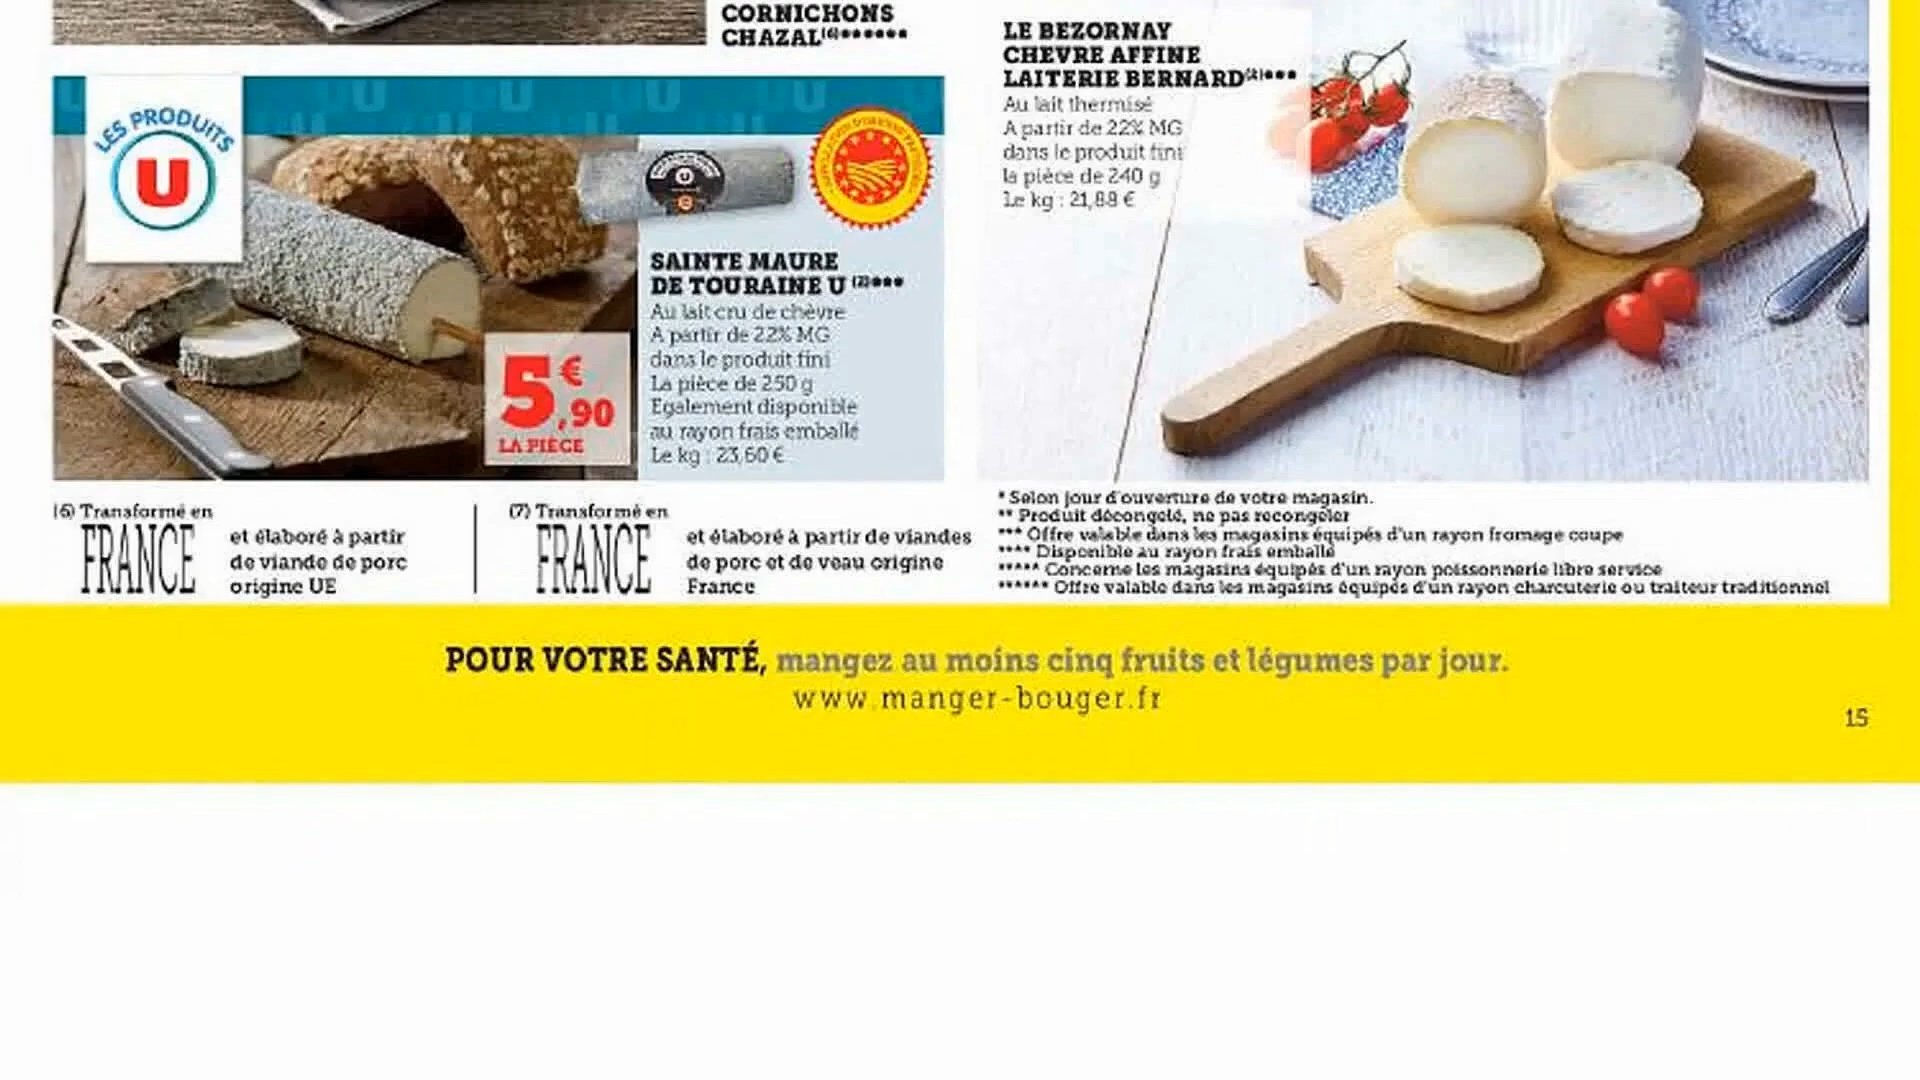 CORNICHONS
CHAZAL(6)******
LES PRODUITS
U
SAINTE MAURE
DE TOURAINE U (2)***
Au lait cru de chèvre
A partir de 22% MG
dans le produit fini
La pièce de 250 g
Egalement disponible
au rayon frais emballé
Le kg : 23,60 €
5€,90
LA PIÈCE
LE BEZORNAY
CHEVRE AFFINE
LAITERIE BERNARD(2)***
Au lait thermisé
A partir de 22% MG
dans le produit fini
la pièce de 240 g
Le kg : 21,88 €
(6) Transformé en
FRANCE
et élaboré à partir
de viande de porc
origine UE
(7) Transformé en
FRANCE
et élaboré à partir de viandes
de porc et de veau origine
France
* Selon jour d'ouverture de votre magasin.
** Produit décongelé, ne pas recongeler
*** Offre valable dans les magasins équipés d'un rayon fromage coupe
**** Disponible au rayon frais emballé
***** Concerne les magasins équipés d'un rayon poissonnerie libre service
****** Offre valable dans les magasins équipés d'un rayon charcuterie ou traiteur traditionnel
POUR VOTRE SANTÉ, mangez au moins cinq fruits et légumes par jour.
www.manger-bouger.fr
15